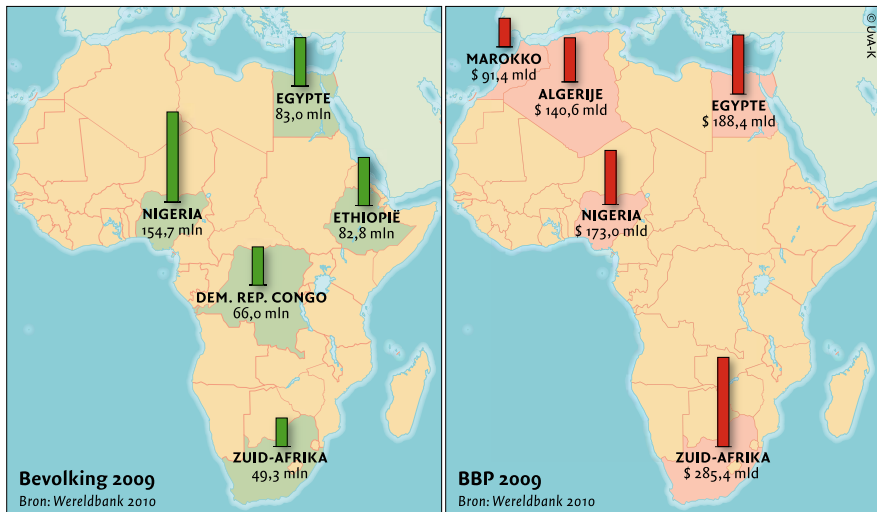 EGYPTE
83,0 mln
NIGERIA
154,7 mln
ETHIOPIË
82,8 mln
DEM. REP. CONGO
66,0 mln
ZUID-AFRIKA
49,3 mln
Bevolking 2009
Bron: Wereldbank 2010
MAROKKO
$ 91,4 mld
ALGERIJE
$ 140,6 mld
EGYPTE
$ 188,4 mld
NIGERIA
$ 173,0 mld
ZUID-AFRIKA
$ 285,4 mld
BBP 2009
Bron: Wereldbank 2010
© UvA-K